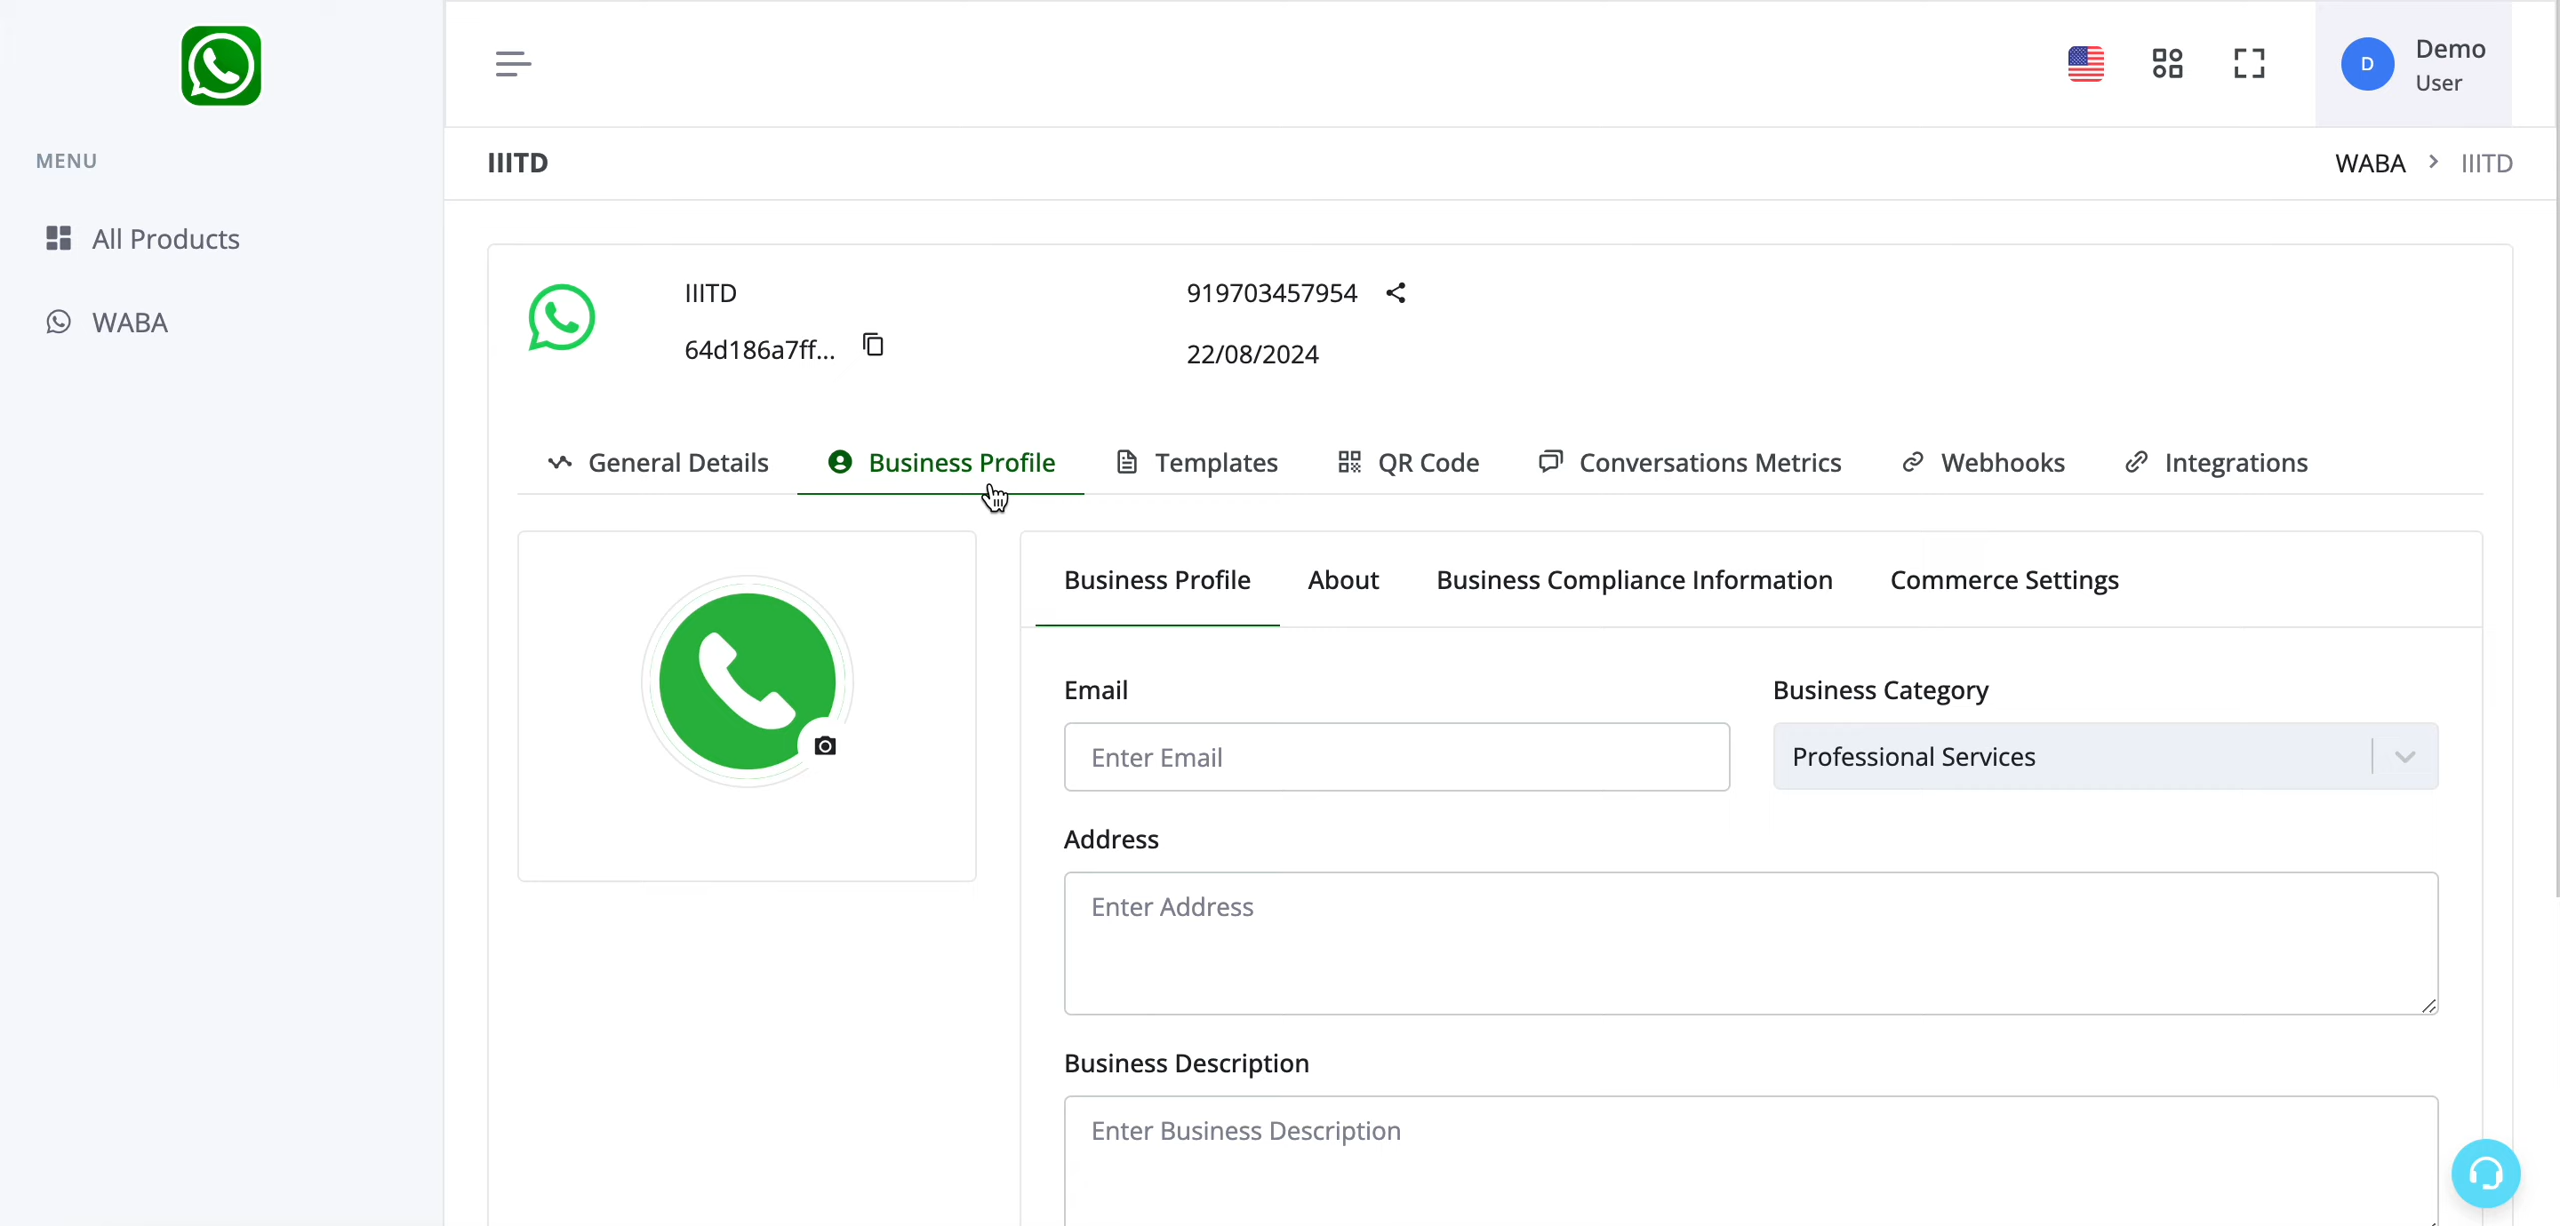 D
Demo
User
MENU
IIITD
WABA > IIITD
All Products
WABA
IIITD
919703457954
64d186a7ff...
22/08/2024
General Details
Business Profile
Templates
QR Code
Conversations Metrics
Webhooks
Integrations
Business Profile
About
Business Compliance Information
Commerce Settings
Email
Business Category
Enter Email
Professional Services
Address
Enter Address
Business Description
Enter Business Description